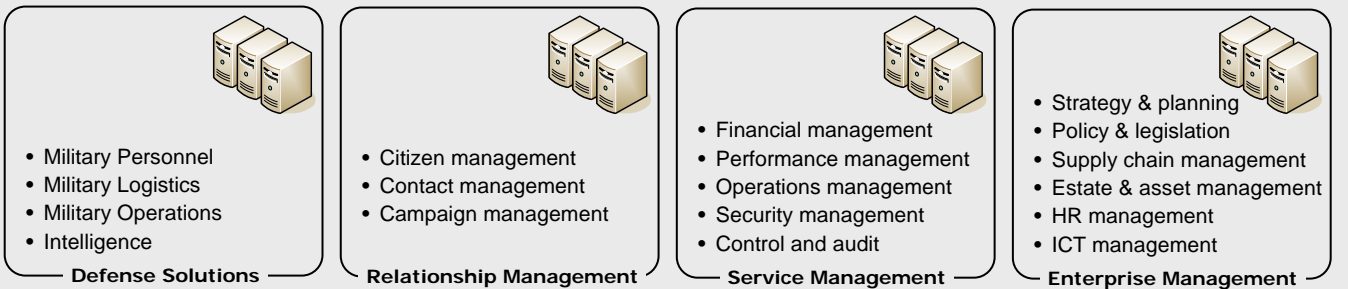 • Military Personnel
• Military Logistics
• Military Operations
• Intelligence
Defense Solutions
• Citizen management
• Contact management
• Campaign management
Relationship Management
• Financial management
• Performance management
• Operations management
• Security management
• Control and audit
Service Management
• Strategy & planning
• Policy & legislation
• Supply chain management
• Estate & asset management
• HR management
• ICT management
Enterprise Management